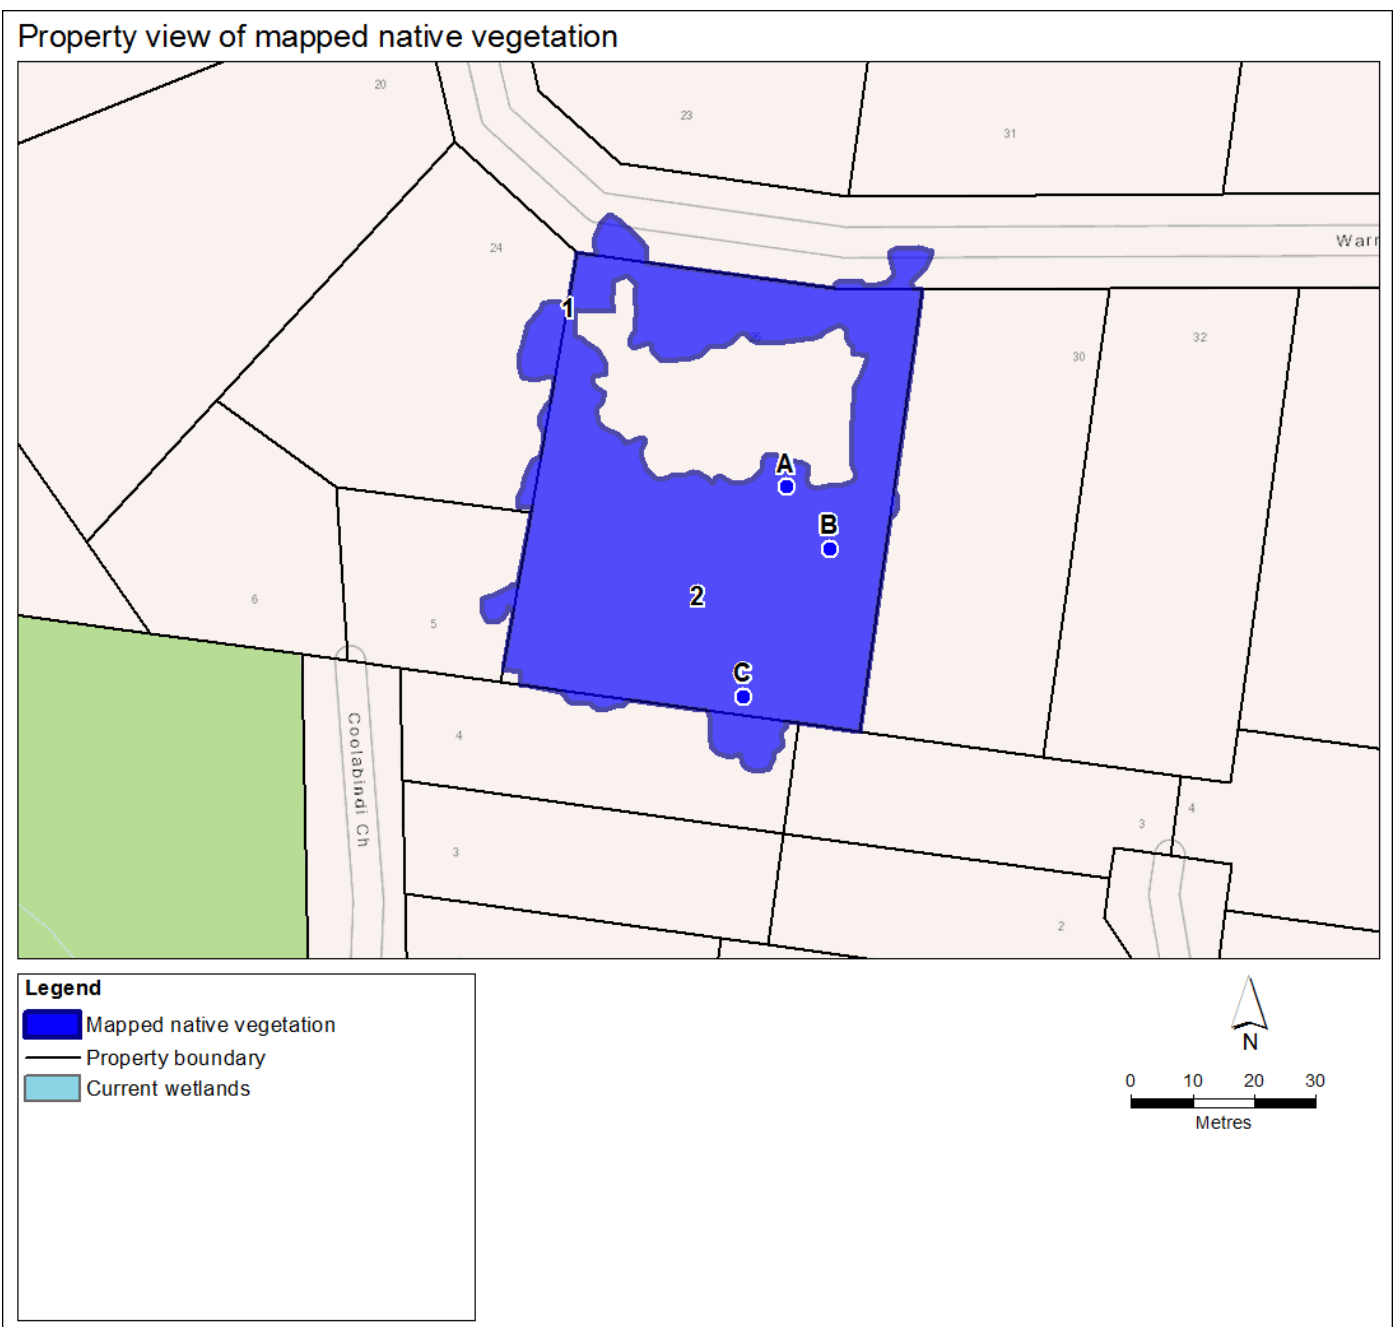 Property view of mapped native vegetation
20
23
31
Warr
24
1
26
32
30
A
B
2
6
5
C
4
Coolabindi Ch
3
4
3
2
Legend
Mapped native vegetation
Property boundary
Current wetlands
N
0 10 20 30
Metres